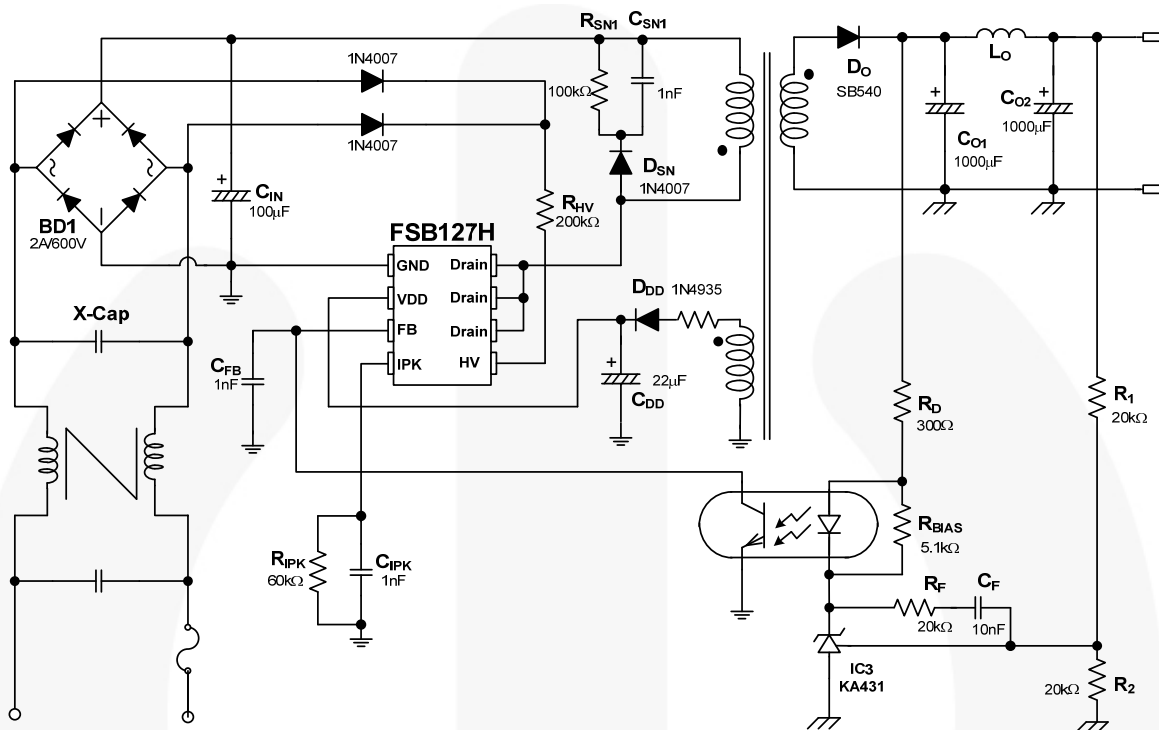 RSN1 CSN1
1N4007
100kΩ
1nF
1N4007
DSN
1N4007
DO
SB540
LO
+
CO1
1000μF
+
CO2
1000μF
+
~
~
−
BD1
2A/600V
+
CIN
100μF
RHV
200kΩ
FSB127H
GND Drain
VDD Drain
FB Drain
IPK HV
X-Cap
DDD 1N4935
+
22μF
CDD
CFB
1nF
RD
300Ω
R1
20kΩ
RBIAS
5.1kΩ
RIPK
60kΩ
CIPK
1nF
RF
20kΩ
CF
10nF
IC3
KA431
20kΩ
R2